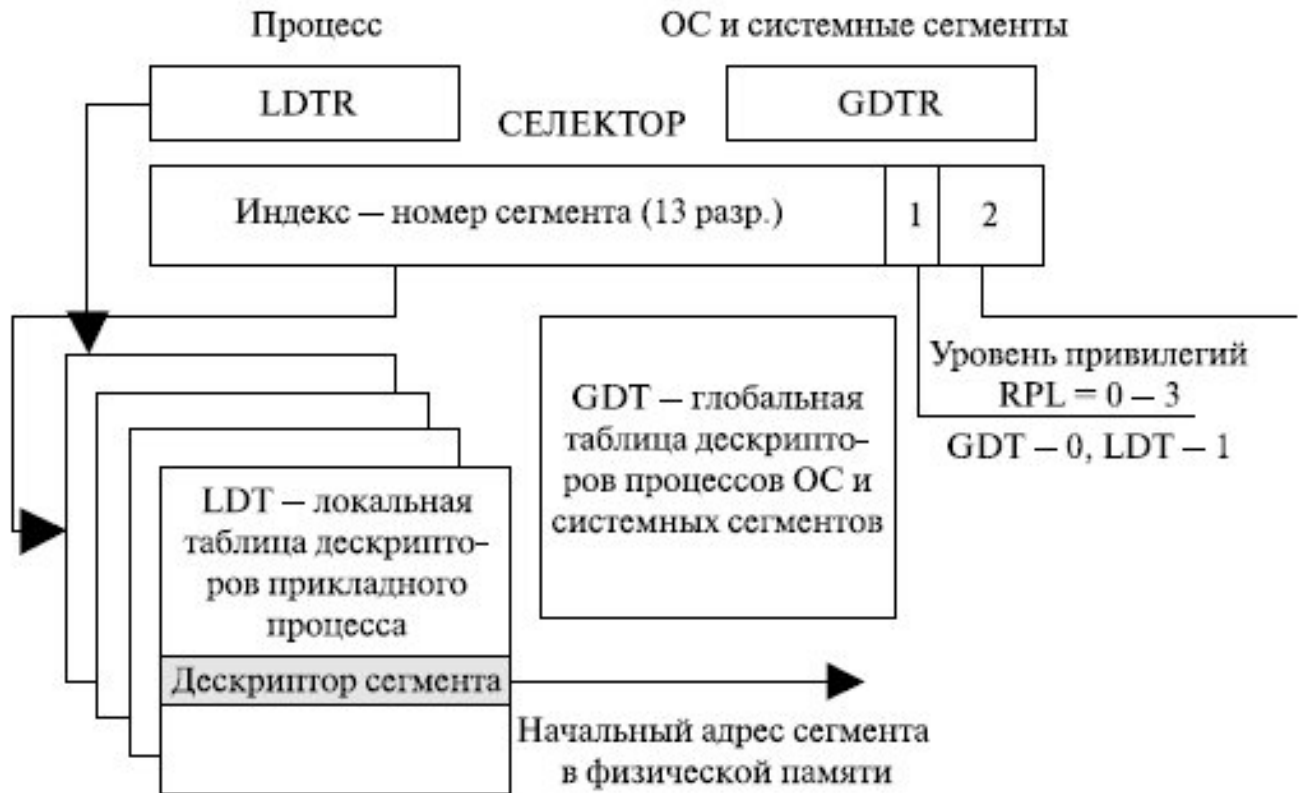 Процесс
ОС и системные сегменты
LDTR
СЕЛЕКТОР
GDTR
Индекс — номер сегмента (13 разр.)
1
2
Уровень привилегий
RPL = 0 – 3
GDT – 0, LDT – 1
GDT — глобальная
таблица дескрипто-
ров процессов ОС и
системных сегментов
LDT — локальная
таблица дескрипто-
ров прикладного
процесса
Дескриптор сегмента
Начальный адрес сегмента
в физической памяти